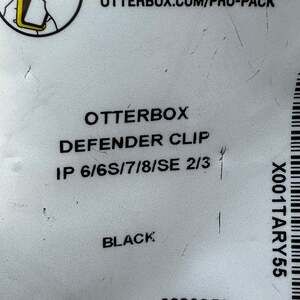 OTTERBOX.COM/PRO-PACK
OTTERBOX
DEFENDER CLIP
IP 6/6S/7/8/SE 2/3
BLACK
X001TARY55